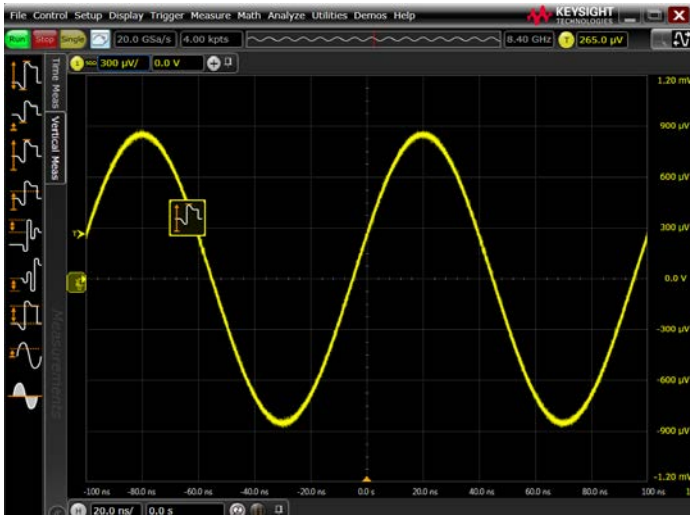 File Control Setup Display Trigger Measure Math Analyze Utilities Demos Help
KEYSIGHT
TECHNOLOGIES
Run Stop Single 20.0 GSa/s 4.00 kpts 8.40 GHz T 265.0 µV
1 50Ω 300 µV/ 0.0 V
Time Meas
Vertical Meas
Measurements
1.20 mV
900 µV
600 µV
300 µV
0.0 V
-300 µV
-600 µV
-900 µV
-1.20 mV
T
-100 ns -80.0 ns -60.0 ns -40.0 ns -20.0 ns 0.0 s 20.0 ns 40.0 ns 60.0 ns 80.0 ns 100 ns
H 20.0 ns/ 0.0 s